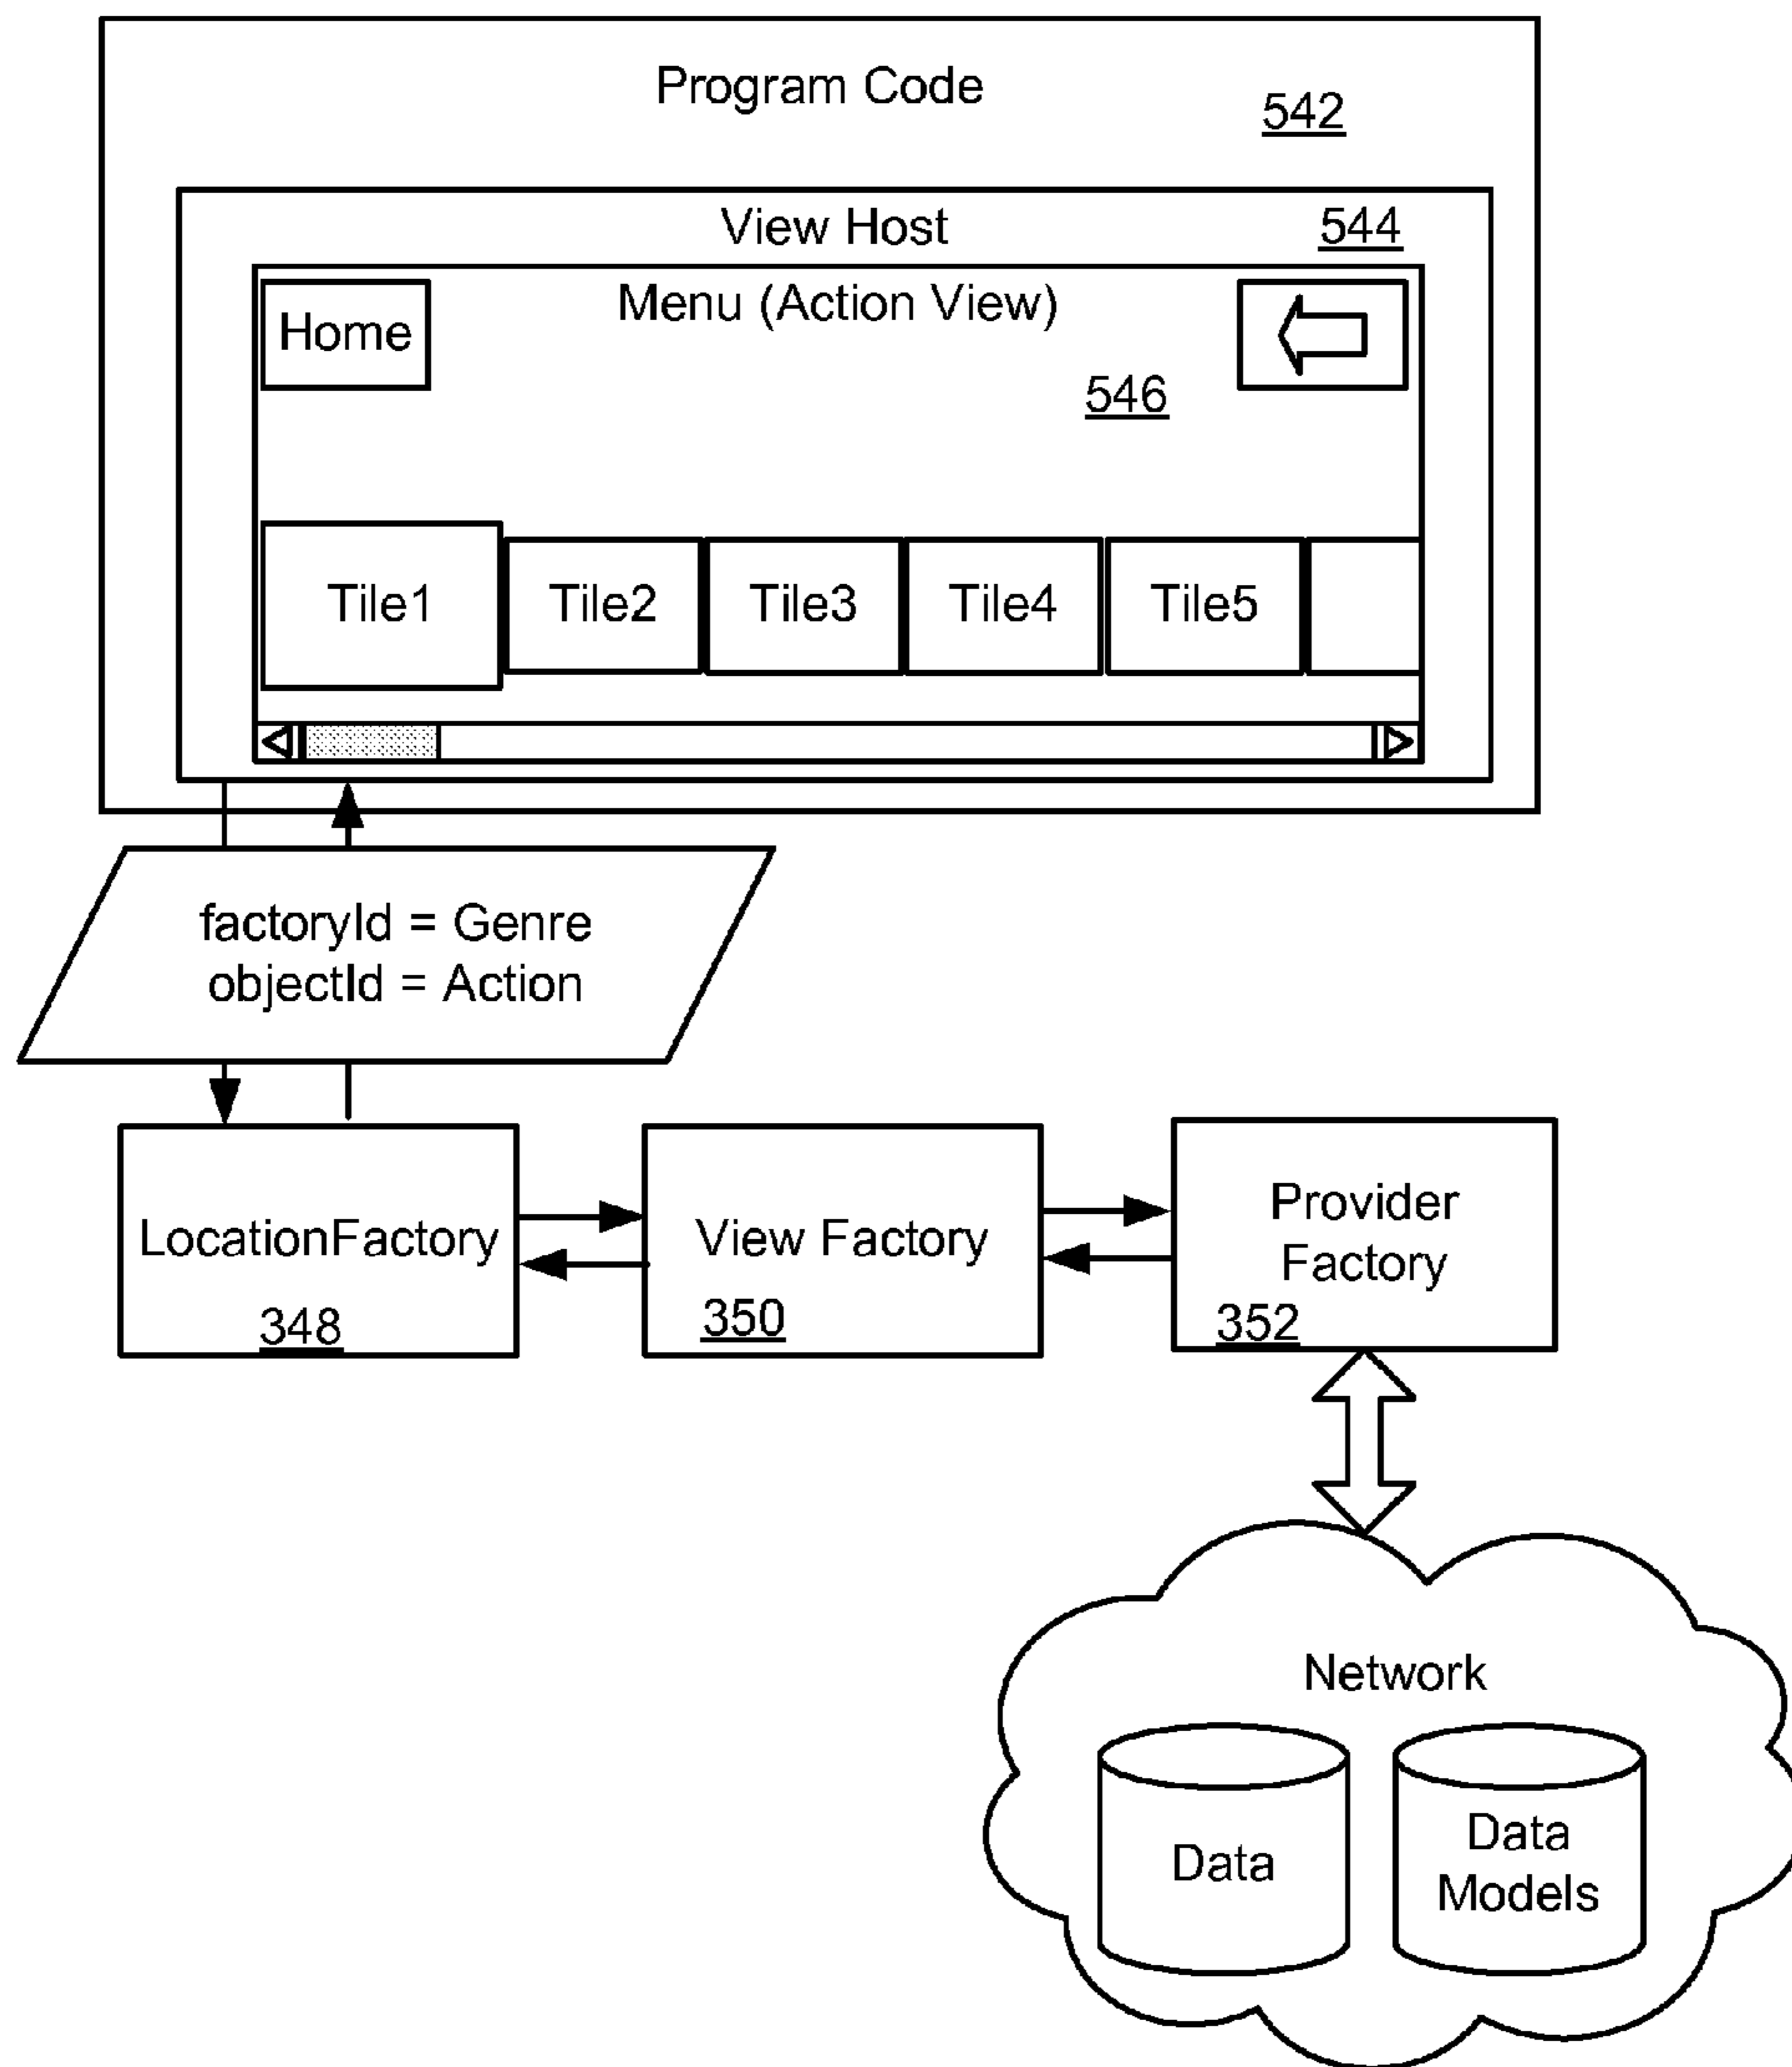 Program Code
542
View Host
544
Home
Menu (Action View)
546
Tile1
Tile2
Tile3
Tile4
Tile5
factoryId = Genre
objectId = Action
LocationFactory
348
View Factory
350
Provider
Factory
352
Network
Data
Data
Models